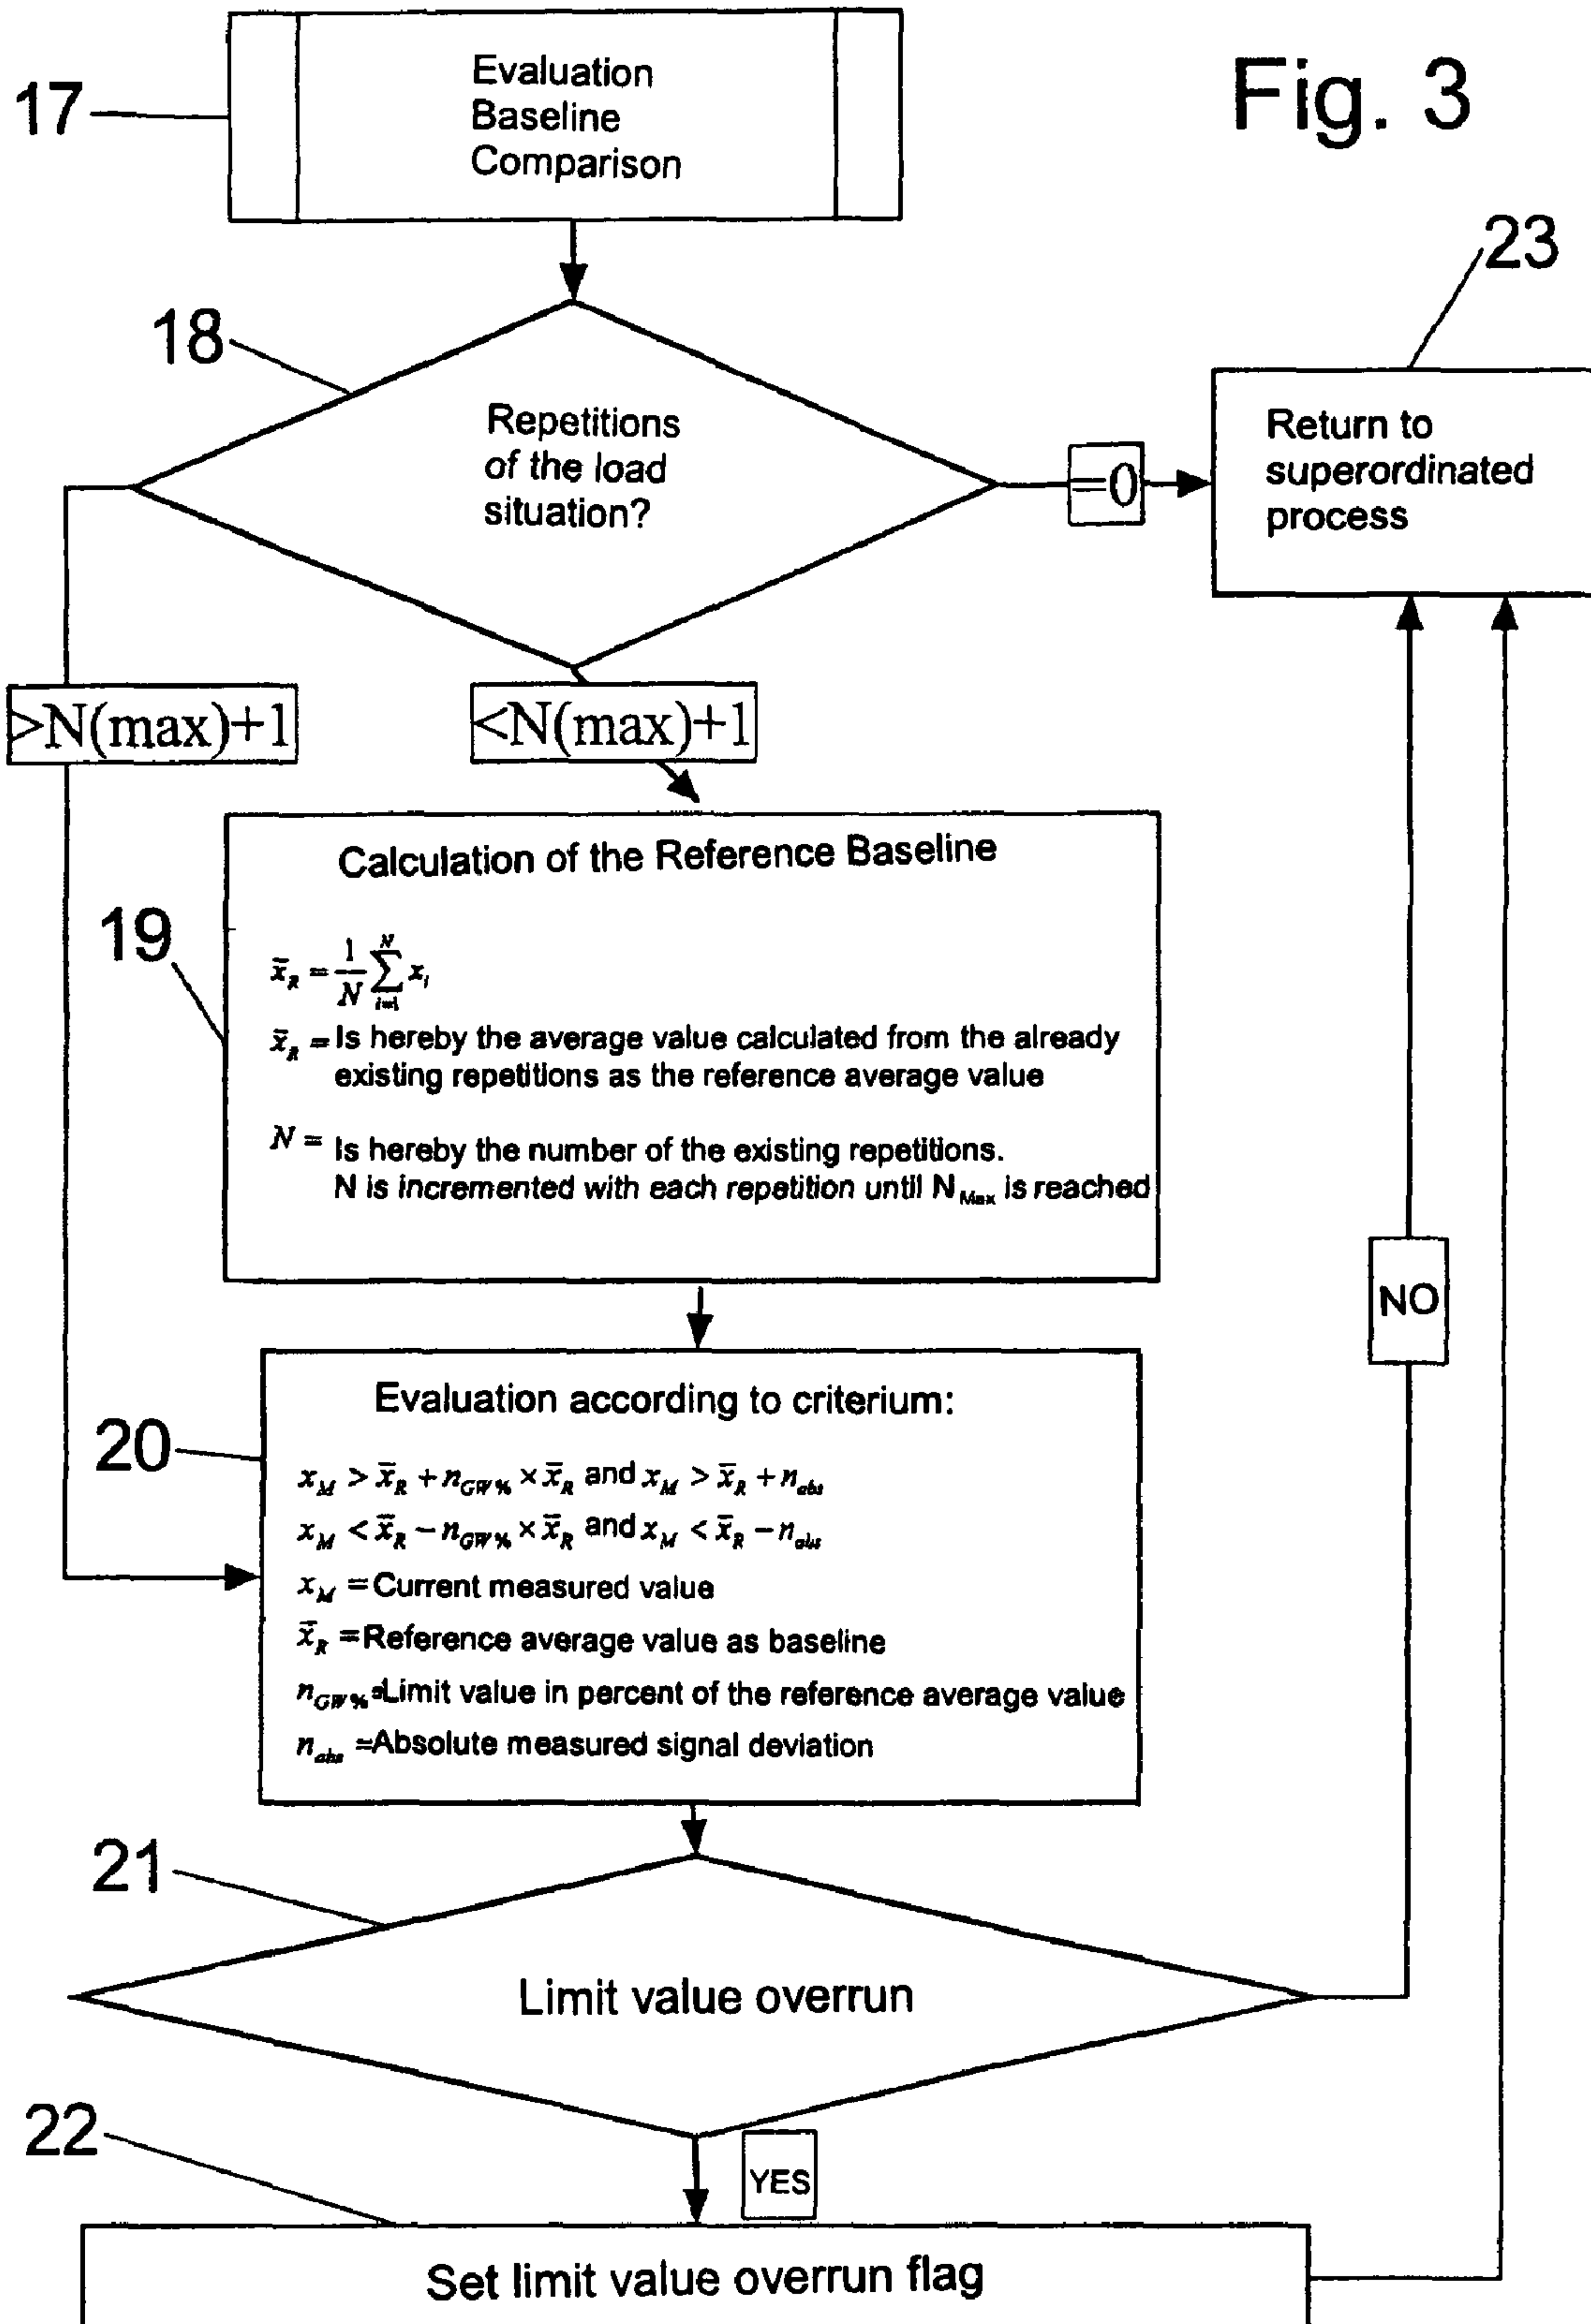 Fig. 3
17
Evaluation
Baseline
Comparison
18
Repetitions
of the load
situation?
=0
23
Return to
superordinated
process
>N(max)+1
<N(max)+1
19
Calculation of the Reference Baseline
x̄_R = 1/N ∑_{i=1}^{N} x_i
x̄_R = Is hereby the average value calculated from the already
existing repetitions as the reference average value
N = Is hereby the number of the existing repetitions.
N is incremented with each repetition until N_Max is reached
NO
20
Evaluation according to criterium:
x_M > x̄_R + n_GW% × x̄_R and x_M > x̄_R + n_abs
x_M < x̄_R − n_GW% × x̄_R and x_M < x̄_R − n_abs
x_M = Current measured value
x̄_R = Reference average value as baseline
n_GW% = Limit value in percent of the reference average value
n_abs = Absolute measured signal deviation
21
Limit value overrun
22
YES
Set limit value overrun flag